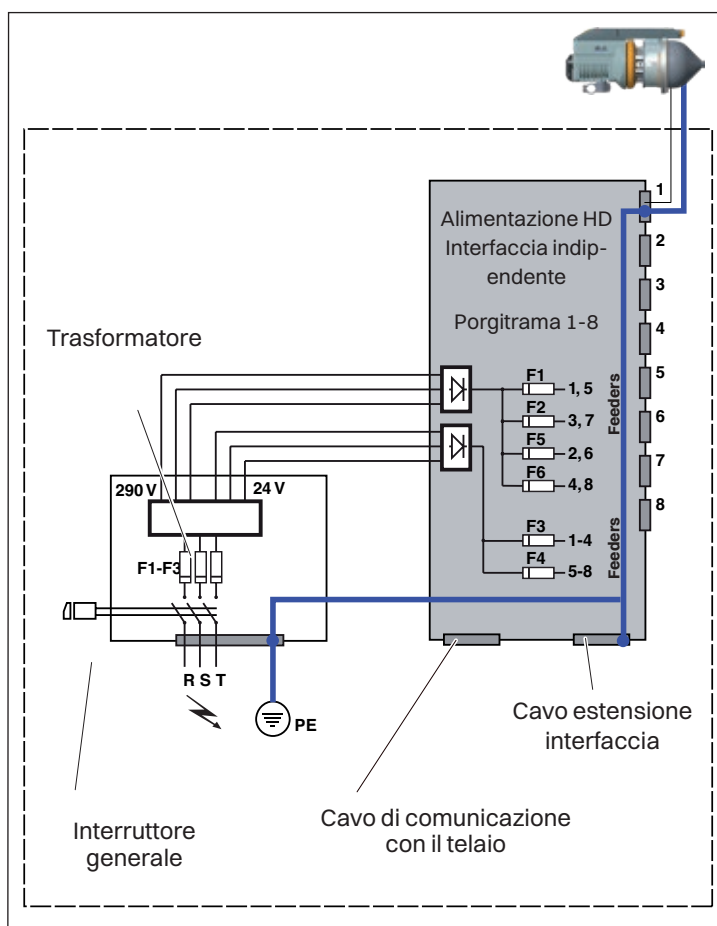 1
Alimentazione HD
Interfaccia indip-
endente
2
3
Porgitrama 1-8
4
Trasformatore
5
F1
1, 5
Feeders
F2
3, 7
6
F5
2, 6
7
F6
4, 8
290 V
24 V
8
F3
1-4
Feeders
F1-F3
F4
5-8
R S T
PE
Cavo estensione
interfaccia
Cavo di comunicazione
con il telaio
Interruttore
generale